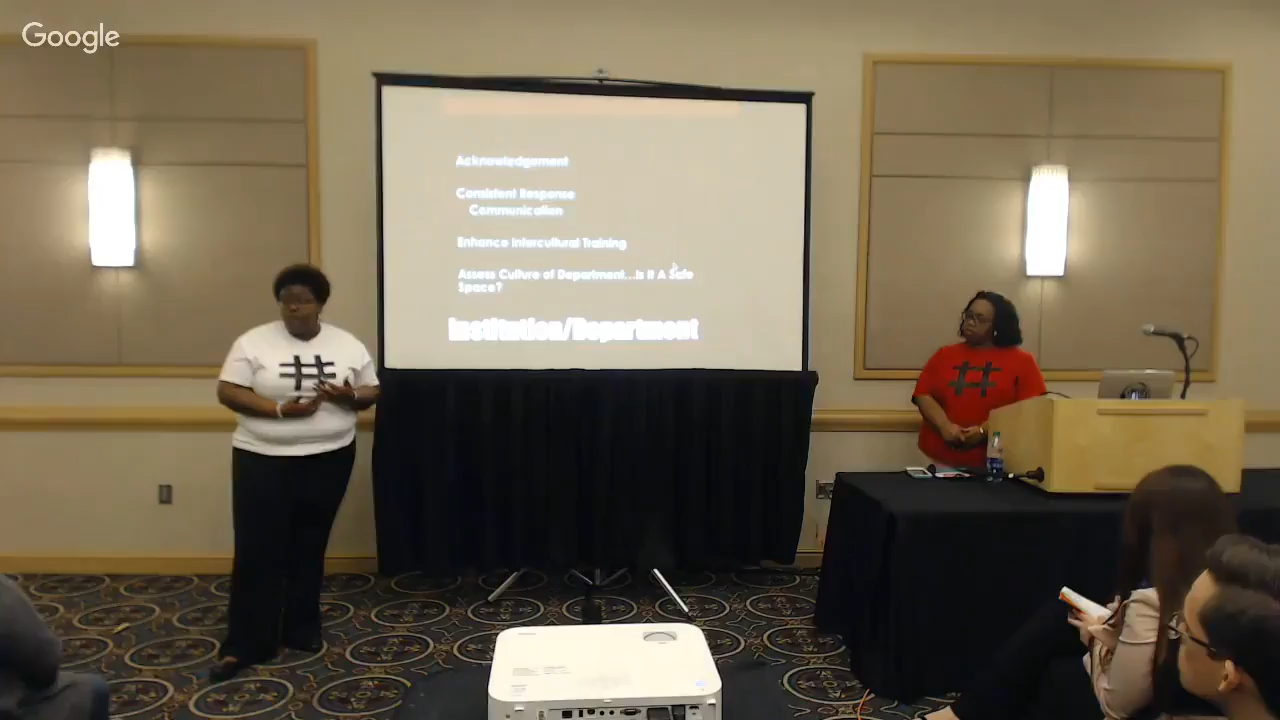 Google
Acknowledgement
Consistent Response
Communication
Enhance Intercultural Training
Assess Culture of Department...Is It A Safe
Space?
Institution/Department
#
#